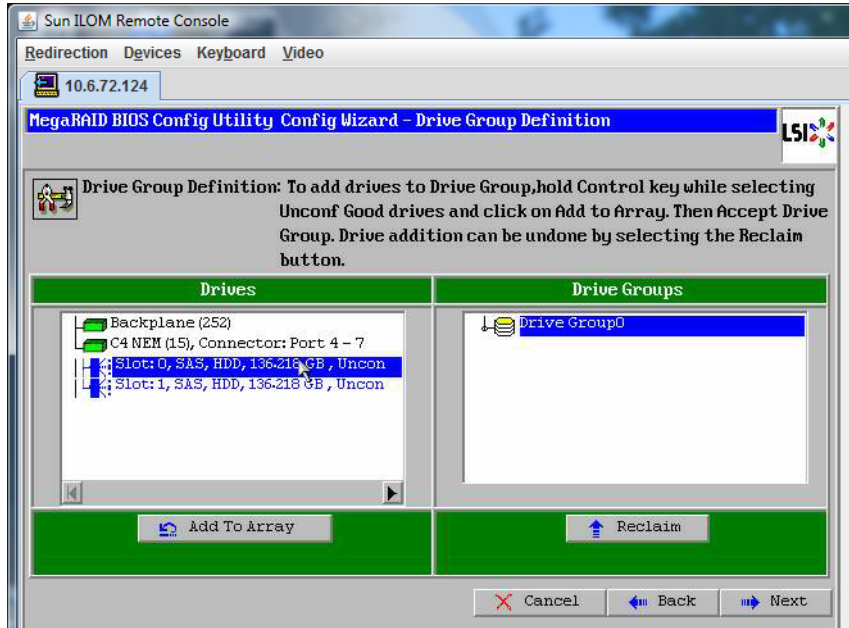 Sun ILOM Remote Console
Redirection Devices Keyboard Video
10.6.72.124
MegaRAID BIOS Config Utility Config Wizard - Drive Group Definition
LSI
Drive Group Definition: To add drives to Drive Group,hold Control key while selecting
Unconf Good drives and click on Add to Array. Then Accept Drive
Group. Drive addition can be undone by selecting the Reclaim
button.
Drives
Drive Groups
Backplane (252)
C4 NEM (15), Connector: Port 4 - 7
Slot: 0, SAS, HDD, 136.218 GB , Uncon
Slot: 1, SAS, HDD, 136.218 GB , Uncon
Drive Group0
Add To Array
Reclaim
Cancel
Back
Next